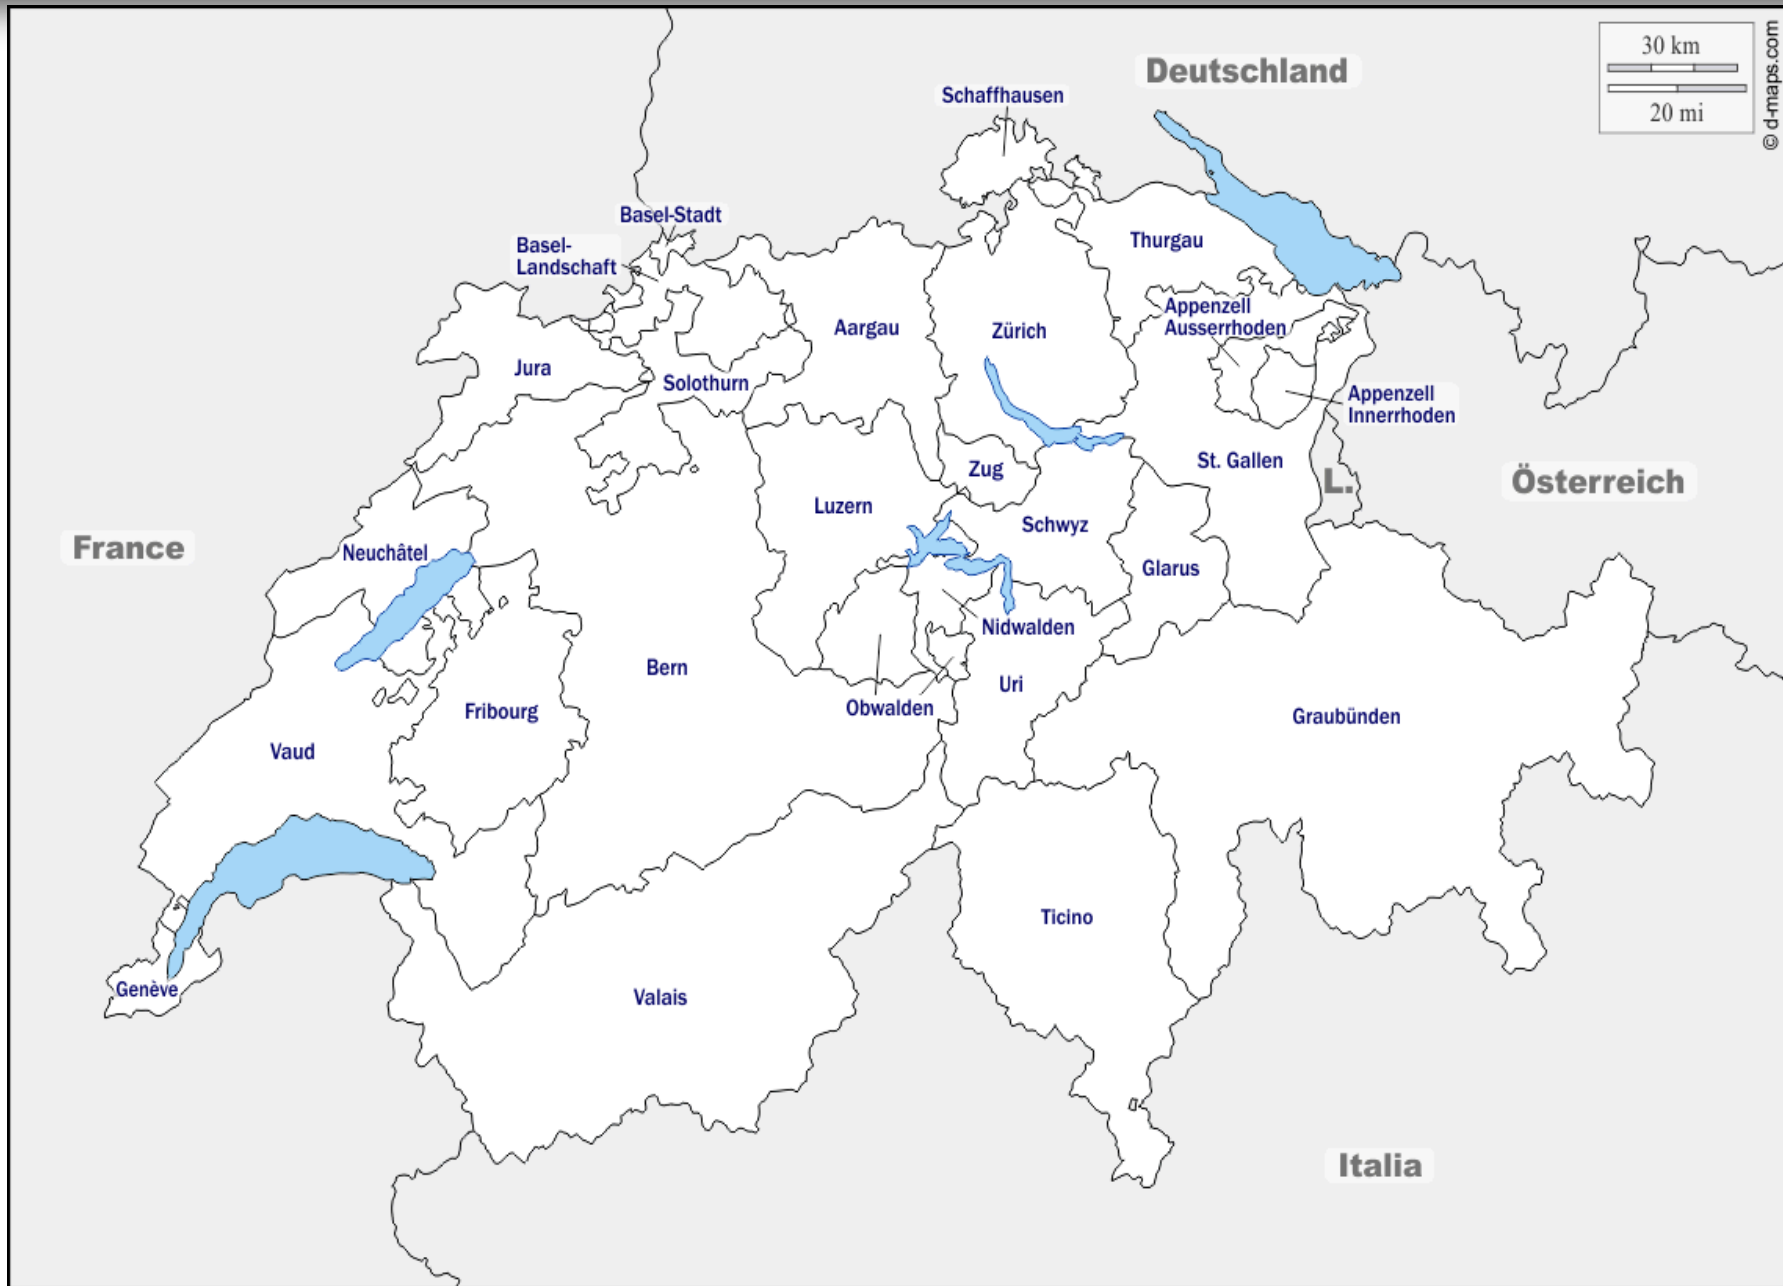 30 km
20 mi
© d-maps.com
Deutschland
Schaffhausen
Basel-Stadt
Basel-
Landschaft
Thurgau
Appenzell
Ausserrhoden
Aargau
Zürich
Jura
Solothurn
Appenzell
Innerrhoden
Zug
St. Gallen
L.
Österreich
Luzern
Schwyz
France
Neuchâtel
Glarus
Nidwalden
Bern
Uri
Obwalden
Fribourg
Graubünden
Vaud
Ticino
Genève
Valais
Italia